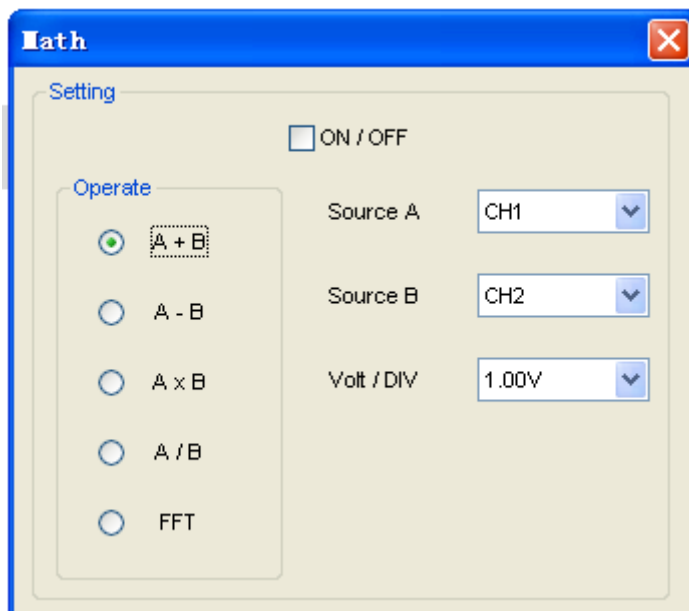 Math
Setting
ON / OFF
Operate
A + B
A - B
A x B
A / B
FFT
Source A CH1
Source B CH2
Volt / DIV 1.00V